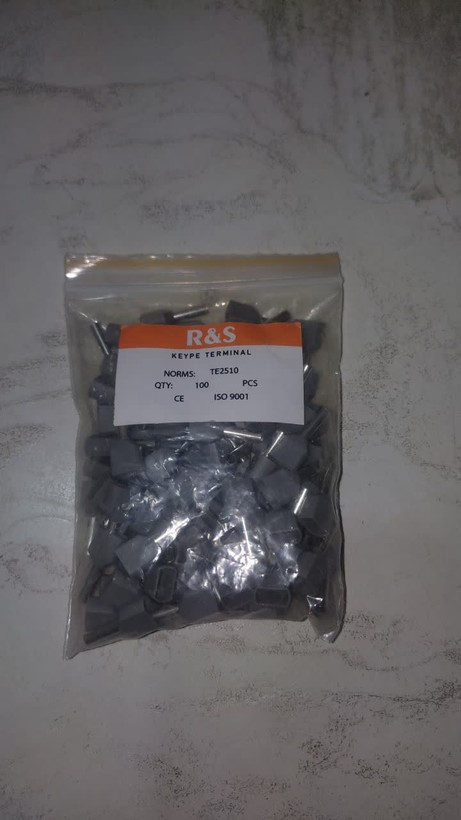 R&S
KEYPE TERMINAL
NORMS: TE2510
QTY: 100 PCS
CE ISO 9001